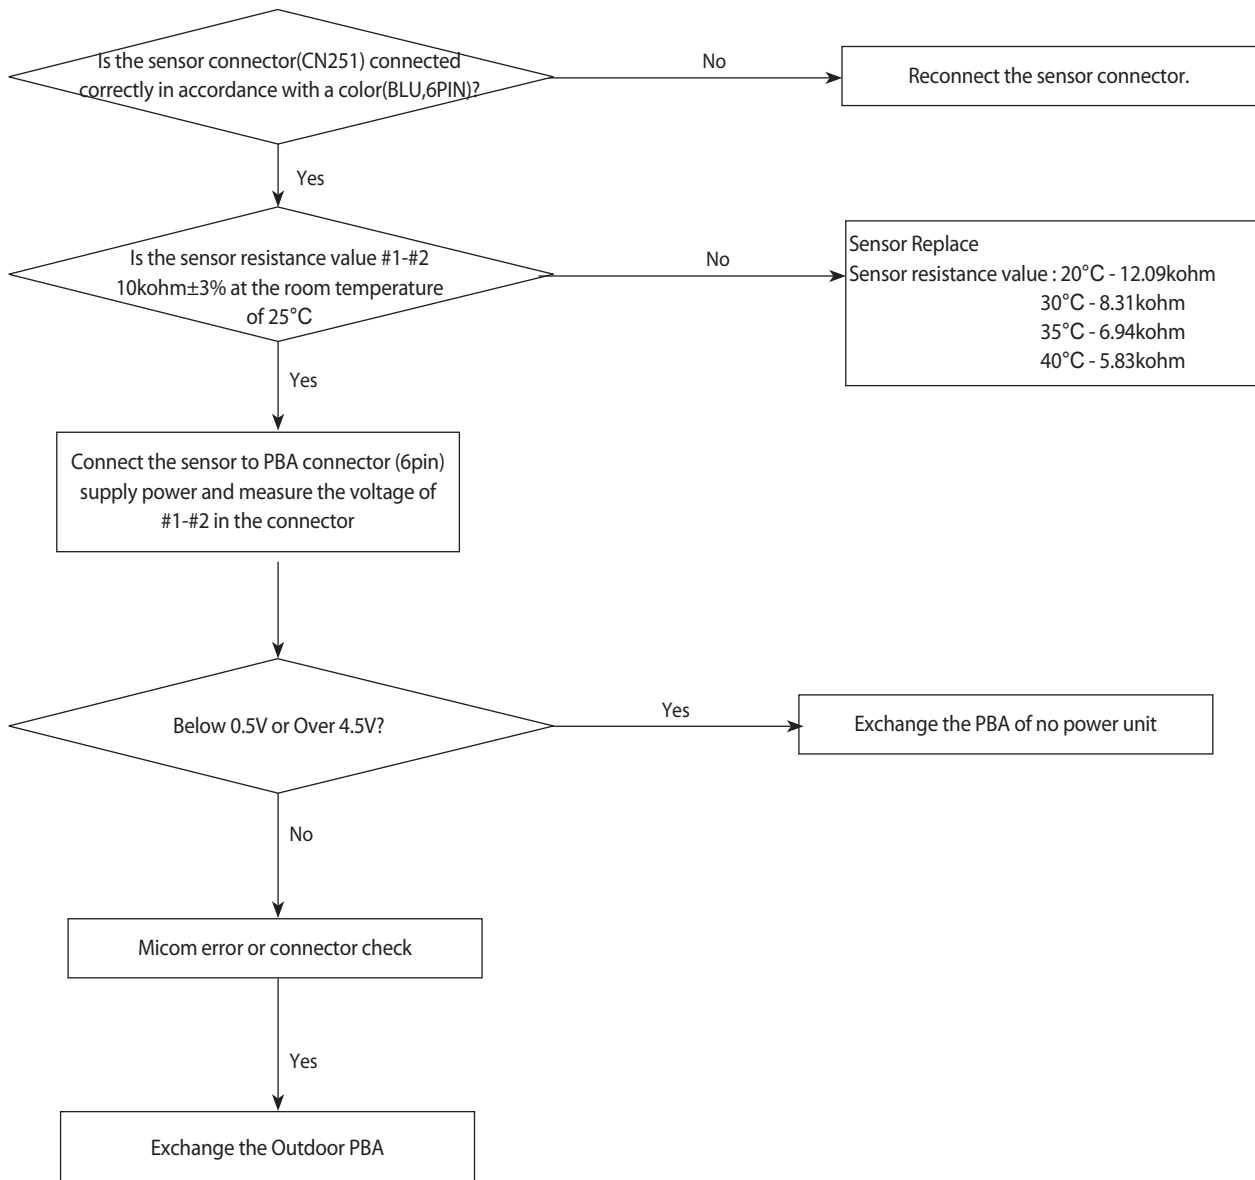 Is the sensor connector(CN251) connected
correctly in accordance with a color(BLU,6PIN)?
No
Reconnect the sensor connector.
Yes
Is the sensor resistance value #1-#2
10kohm±3% at the room temperature
of 25°C
No
Sensor Replace
Sensor resistance value : 20°C - 12.09kohm
30°C - 8.31kohm
35°C - 6.94kohm
40°C - 5.83kohm
Yes
Connect the sensor to PBA connector (6pin)
supply power and measure the voltage of
#1-#2 in the connector
Below 0.5V or Over 4.5V?
Yes
Exchange the PBA of no power unit
No
Micom error or connector check
Yes
Exchange the Outdoor PBA